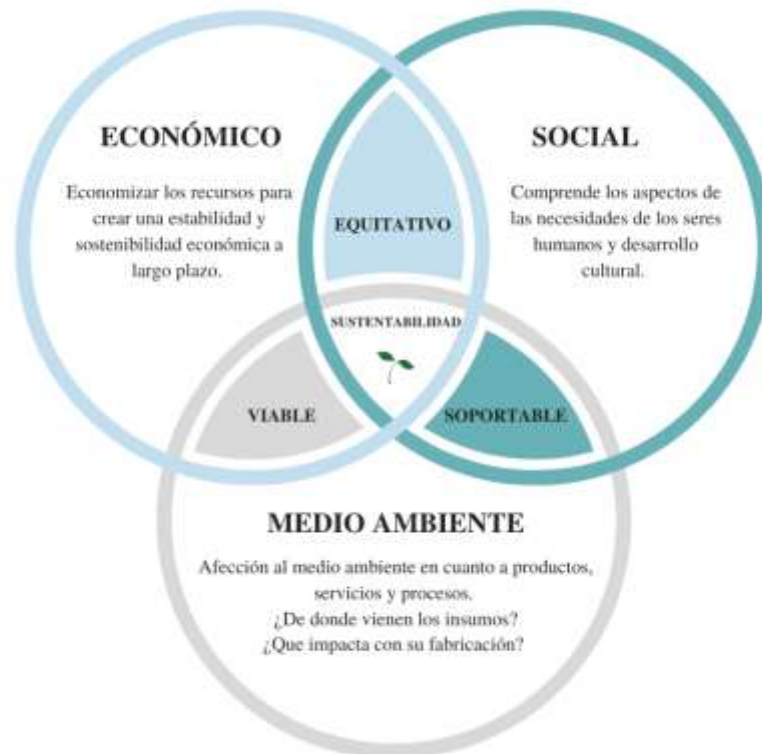 ECONÓMICO
Economizar los recursos para
crear una estabilidad y
sostenibilidad económica a
largo plazo.
SOCIAL
Comprende los aspectos de
las necesidades de los seres
humanos y desarrollo
cultural.
EQUITATIVO
SUSTENTABILIDAD
VIABLE
SOPORTABLE
MEDIO AMBIENTE
Afección al medio ambiente en cuanto a productos,
servicios y procesos.
¿De donde vienen los insumos?
¿Que impacta con su fabricación?